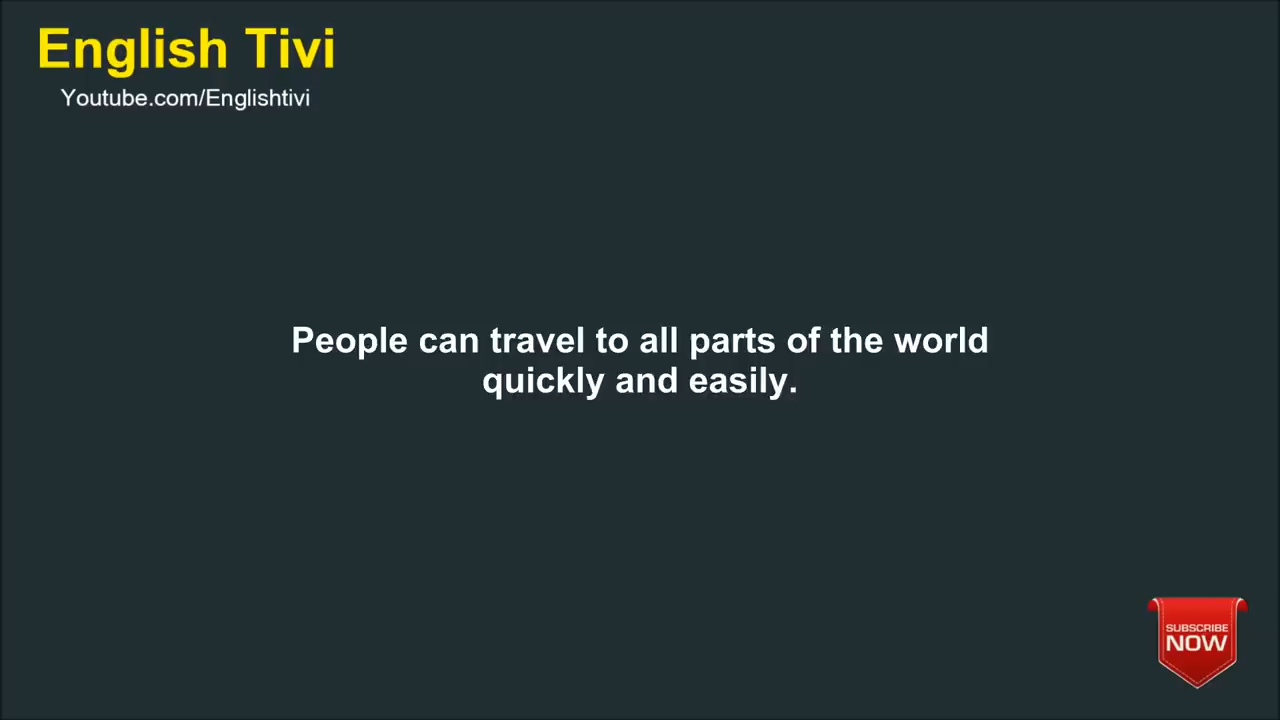 English Tivi
Youtube.com/Englishtivi
People can travel to all parts of the world
quickly and easily.
SUBSCRIBE
NOW